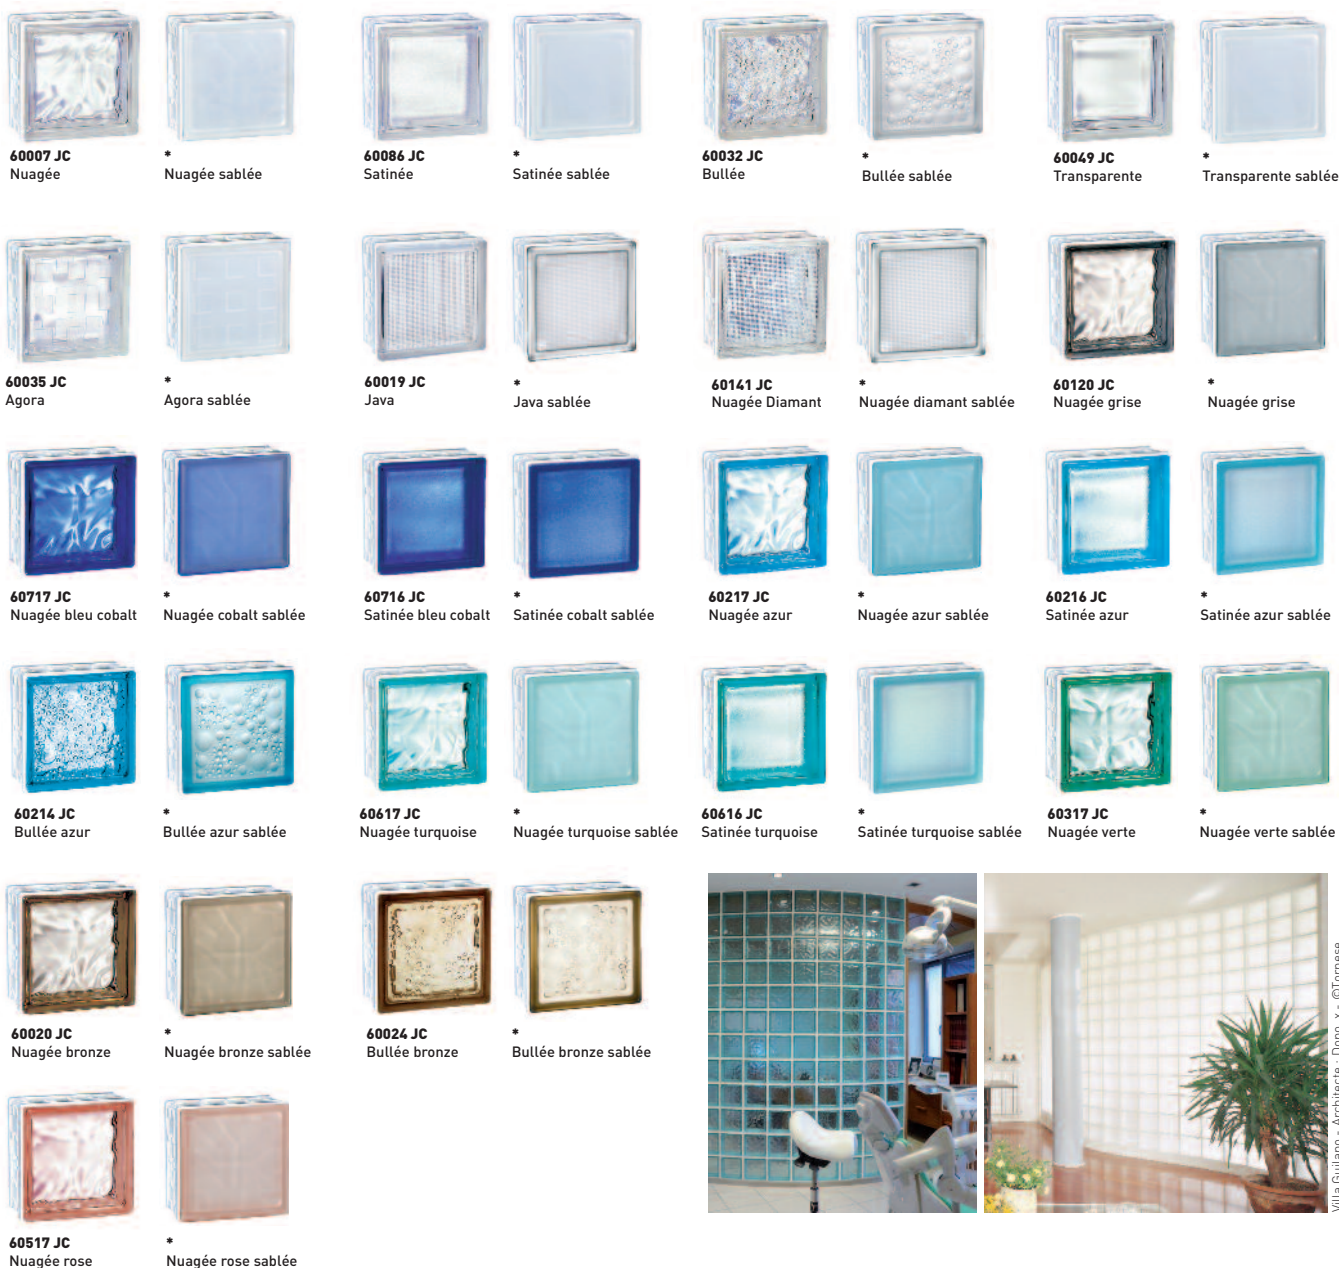 60007 JC
Nuagée
*
Nuagée sablée
60086 JC
Satinée
*
Satinée sablée
60032 JC
Bullée
*
Bullée sablée
60049 JC
Transparente
*
Transparente sablée
60035 JC
Agora
*
Agora sablée
60019 JC
Java
*
Java sablée
60141 JC
Nuagée Diamant
*
Nuagée diamant sablée
60120 JC
Nuagée grise
*
Nuagée grise
60717 JC
Nuagée bleu cobalt
*
Nuagée cobalt sablée
60716 JC
Satinée bleu cobalt
*
Satinée cobalt sablée
60217 JC
Nuagée azur
*
Nuagée azur sablée
60216 JC
Satinée azur
*
Satinée azur sablée
60214 JC
Bullée azur
*
Bullée azur sablée
60617 JC
Nuagée turquoise
*
Nuagée turquoise sablée
60616 JC
Satinée turquoise
*
Satinée turquoise sablée
60317 JC
Nuagée verte
*
Nuagée verte sablée
60020 JC
Nuagée bronze
*
Nuagée bronze sablée
60024 JC
Bullée bronze
*
Bullée bronze sablée
60517 JC
Nuagée rose
*
Nuagée rose sablée
Villa Guilano - Architecte : Dono_x - ©Tornese